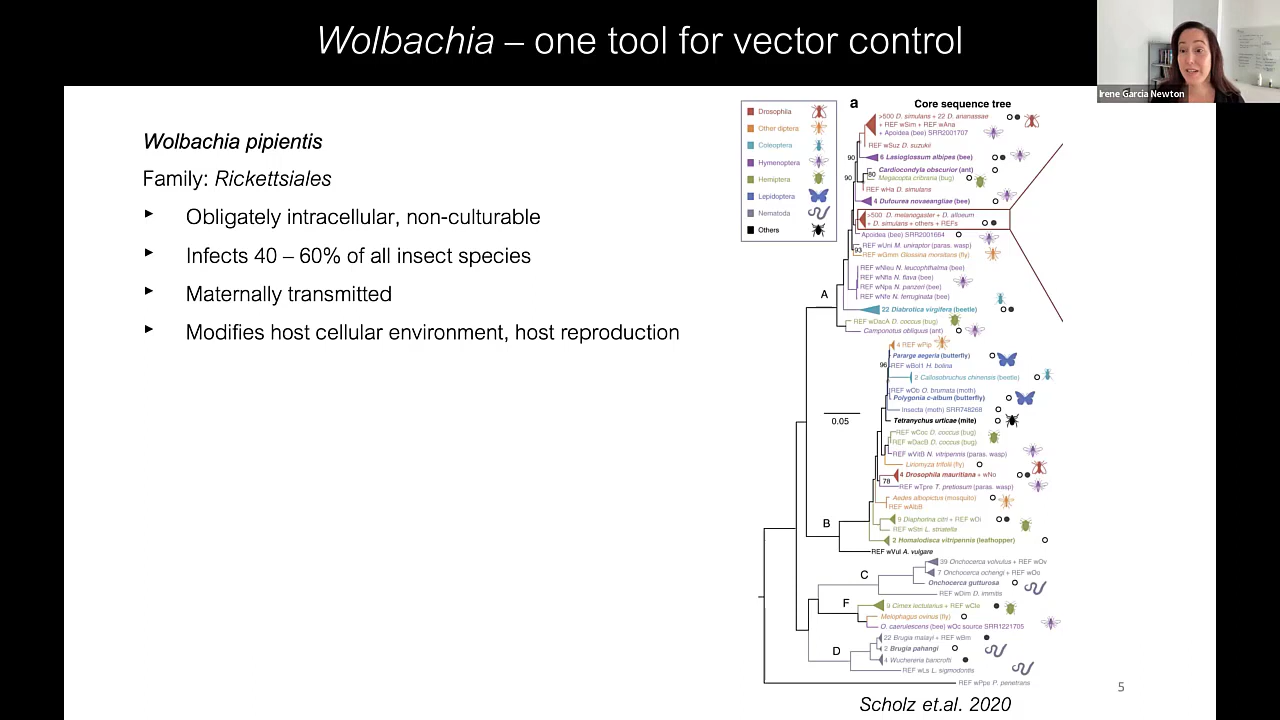 Wolbachia – one tool for vector control
Irene Garcia Newton
Wolbachia pipientis
Family: Rickettsiales
► Obligately intracellular, non-culturable
► Infects 40 – 60% of all insect species
► Maternally transmitted
► Modifies host cellular environment, host reproduction
Drosophila
Other diptera
Coleoptera
Hymenoptera
Hemiptera
Lepidoptera
Nematoda
Others
a
Core sequence tree
>500 D. simulans + 22 D. ananassae
+ REF wSim + REF wAna
+ Apoidea (bee) SRR2001707
REF wSuz D. suzukii
90
6 Lasioglossum albipes (bee)
Cardiocondyla obscurior (ant)
80
90
Megacopta cribraria (bug)
REF wHa D. simulans
4 Dufourea novaeangliae (bee)
>500 D. melanogaster + D. alloeum
+ D. simulans + others + REFs
Apoidea (bee) SRR2001664
REF wUni M. uniraptor (paras. wasp)
93
REF wGmm Glossina morsitans (fly)
REF wNleu N. leucophthalma (bee)
REF wNfla N. flava (bee)
REF wNpa N. panzeri (bee)
REF wNfe N. ferruginata (bee)
A
22 Diabrotica virgifera (beetle)
REF wDacA D. coccus (bug)
Camponotus obliquus (ant)
4 REF wPip
Pararge aegeria (butterfly)
96
REF wBol1 H. bolina
2 Callosobruchus chinensis (beetle)
REF wOb O. brumata (moth)
Polygonia c-album (butterfly)
Insecta (moth) SRR748268
0.05
Tetranychus urticae (mite)
REF wCoc D. coccus (bug)
REF wDacB D. coccus (bug)
REF wVitB N. vitripennis (paras. wasp)
Liriomyza trifolii (fly)
4 Drosophila mauritiana + wNo
78
REF wTpre T. pretiosum (paras. wasp)
Aedes albopictus (mosquito)
REF wAlbB
B
9 Diaphorina citri + REF wDi
REF wStri L. striatella
2 Homalodisca vitripennis (leafhopper)
REF wVul A. vulgare
39 Onchocerca volvulus + REF wOv
C
7 Onchocerca ochengi + REF wOo
Onchocerca gutturosa
REF wDim D. immitis
F
9 Cimex lectularius + REF wCle
Melophagus ovinus (fly)
O. caerulescens (bee) wOc source SRR1221705
22 Brugia malayi + REF wBm
D
2 Brugia pahangi
4 Wuchereria bancrofti
REF wLs L. sigmodontis
REF wPpe P. penetrans
5
Scholz et.al. 2020